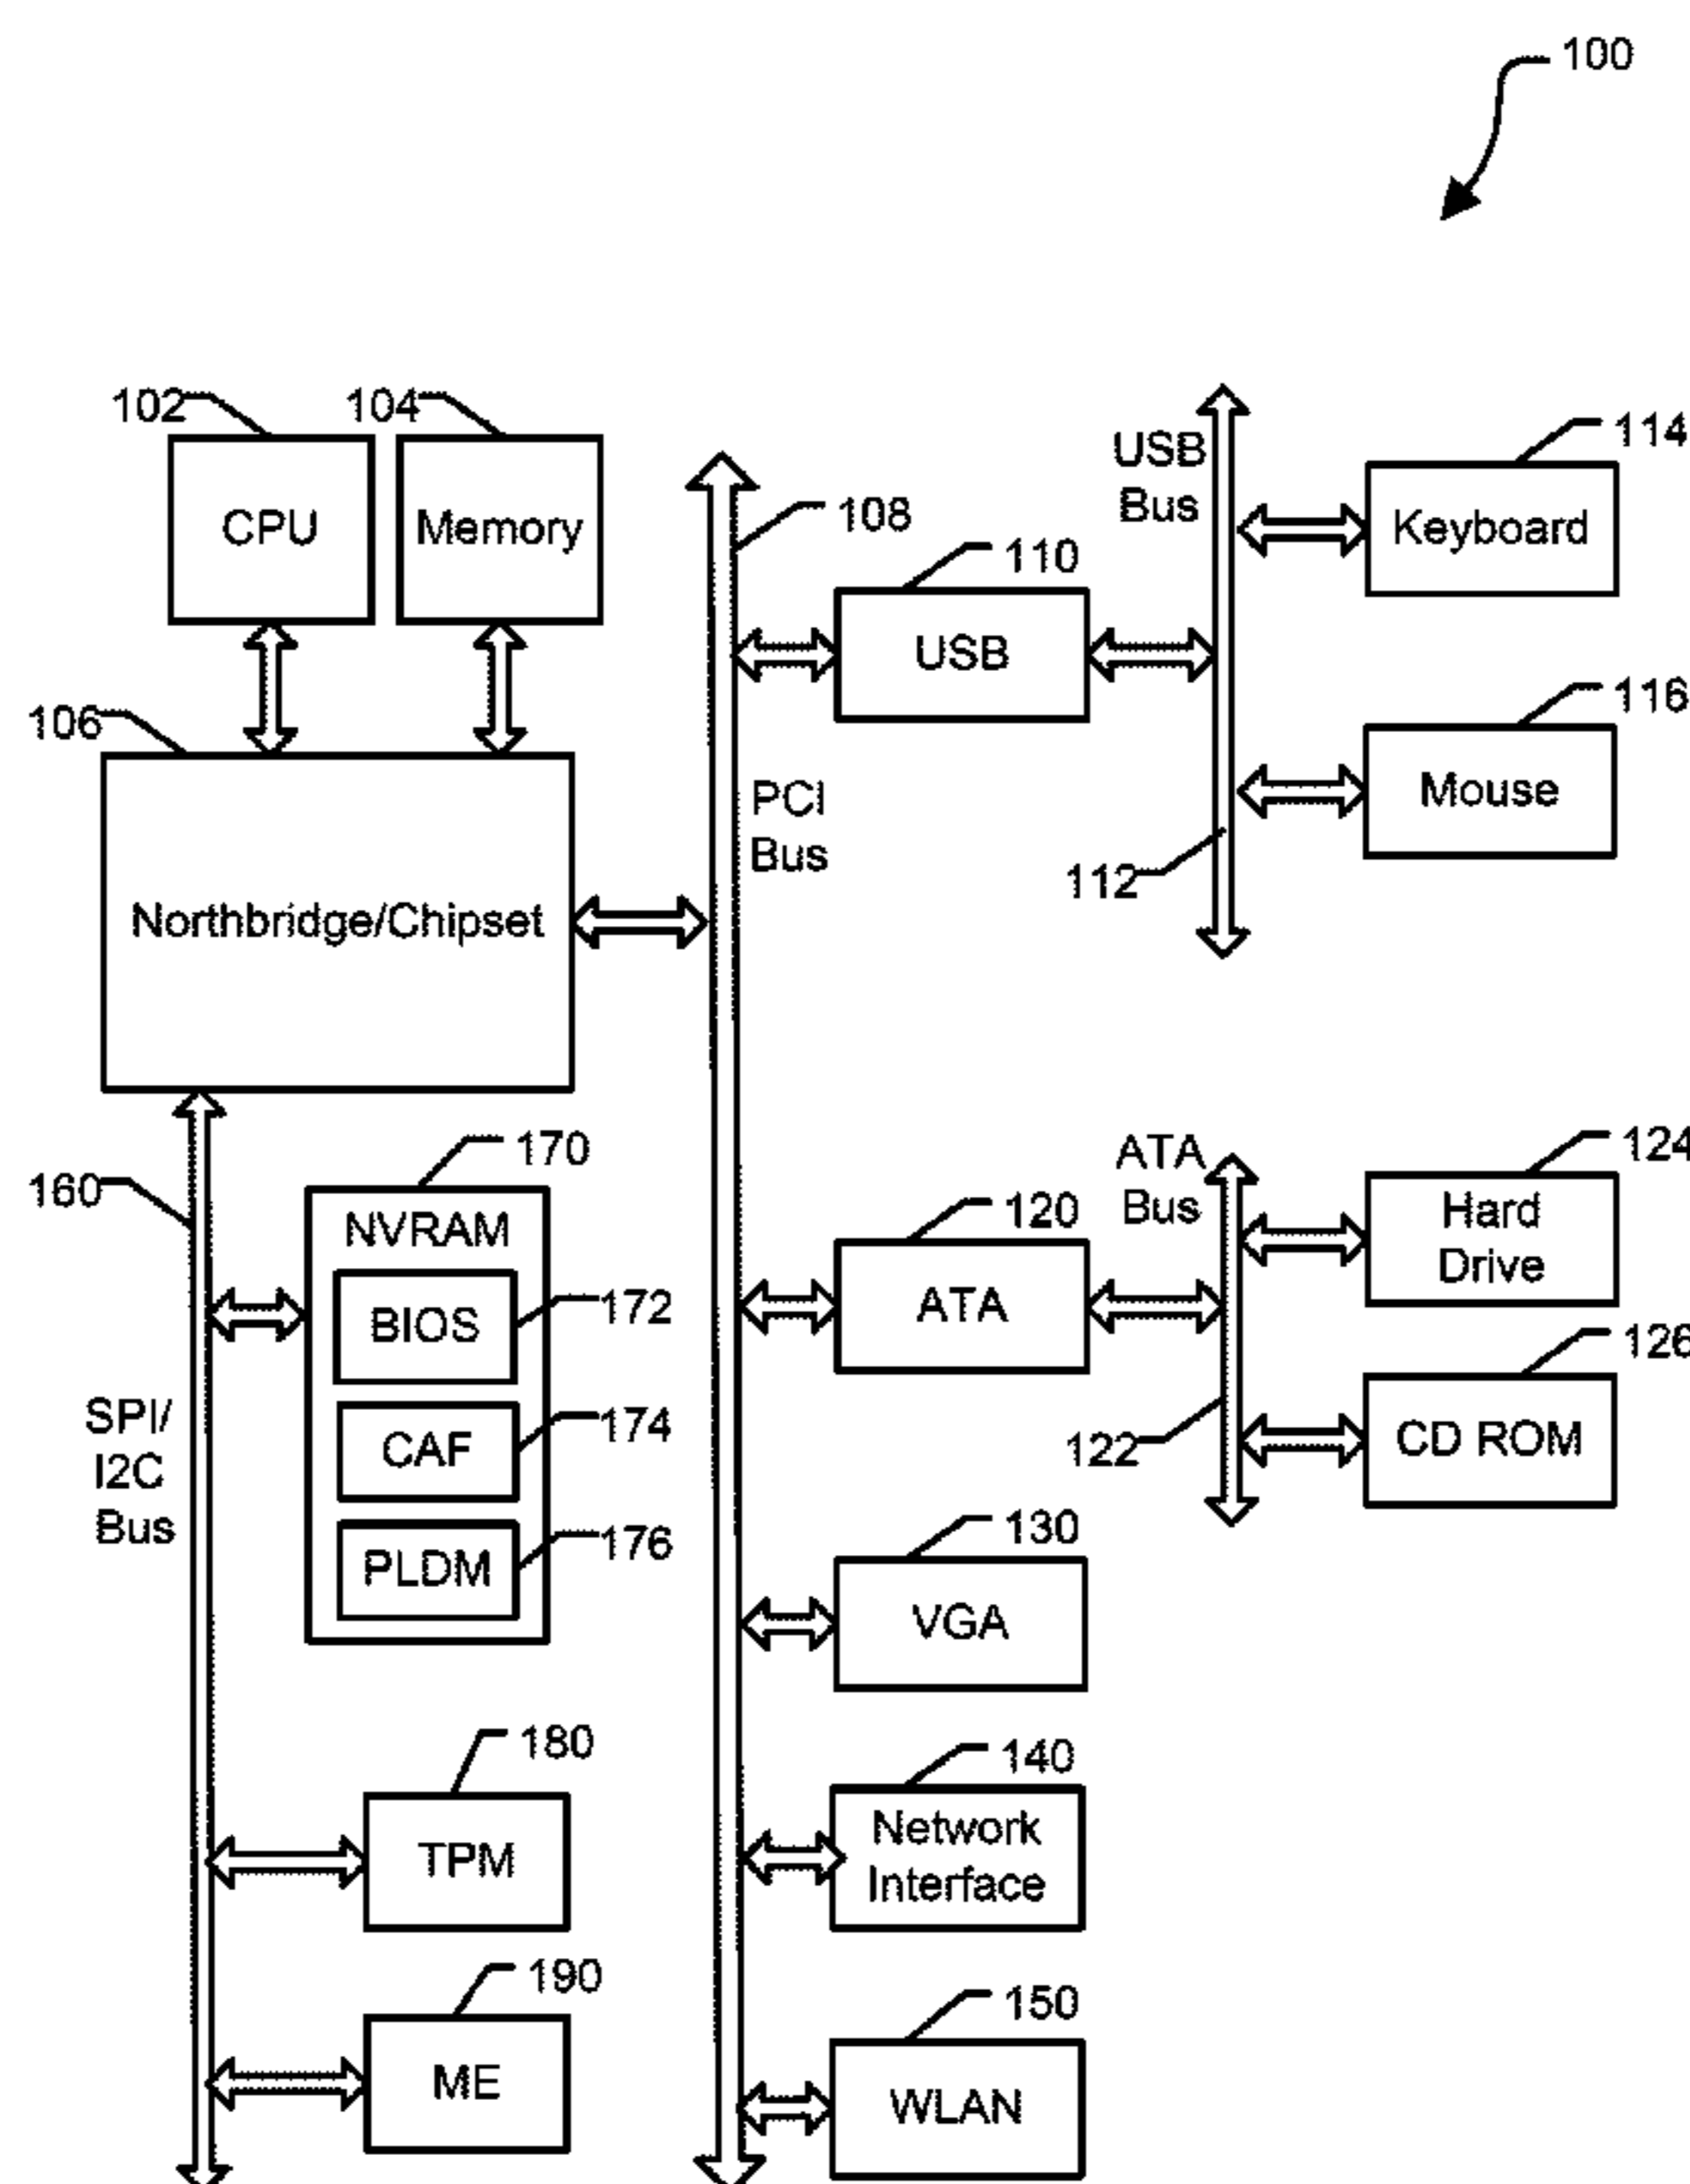 100
102
104
CPU
Memory
106
Northbridge/Chipset
108
PCI
Bus
110
USB
USB
Bus
112
114
Keyboard
116
Mouse
160
SPI/
I2C
Bus
170
NVRAM
BIOS
172
CAF
174
PLDM
176
180
TPM
190
ME
120
ATA
ATA
Bus
122
124
Hard
Drive
126
CD ROM
130
VGA
140
Network
Interface
150
WLAN